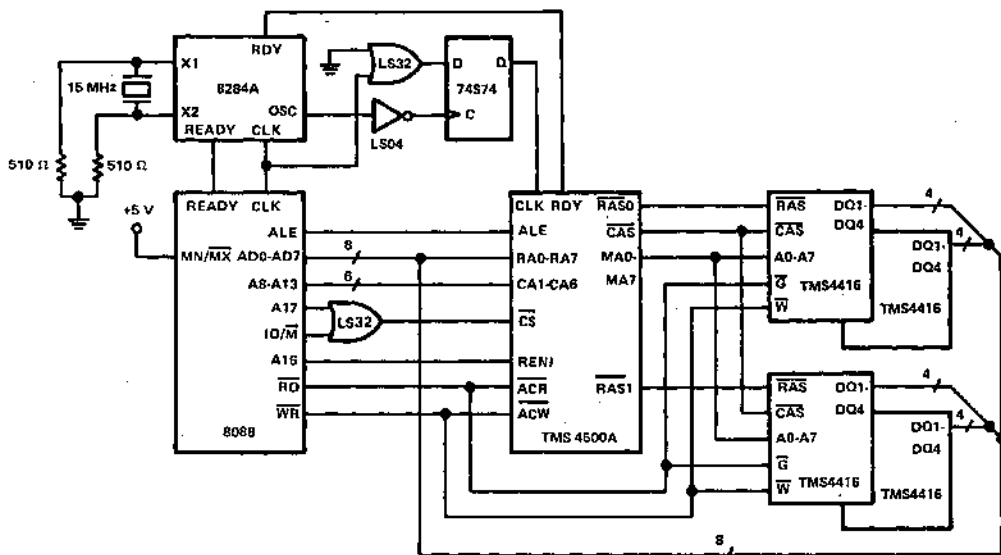 RDY
X1
15 MHz
8284A
X2
OSC
READY CLK
510 Ω
510 Ω
LS32
D
Q
74S74
C
LS04
+5 V
READY CLK
ALE
MN/MX AD0-AD7
A8-A13
A17
IO/M
A16
RD
WR
8088
8
6
LS32
CLK RDY RAS0
ALE CAS
RA0-RA7 MA0-
MA7
CA1-CA6
CS
REN1
ACR RAS1
ACW
TMS 4500A
RAS DQ1-
CAS DQ4
A0-A7
G
TMS4416
W
4
4
DQ1-
DQ4
TMS4416
RAS DQ1-
CAS DQ4
A0-A7
G
TMS4416
W
4
4
DQ1-
DQ4
TMS4416
8